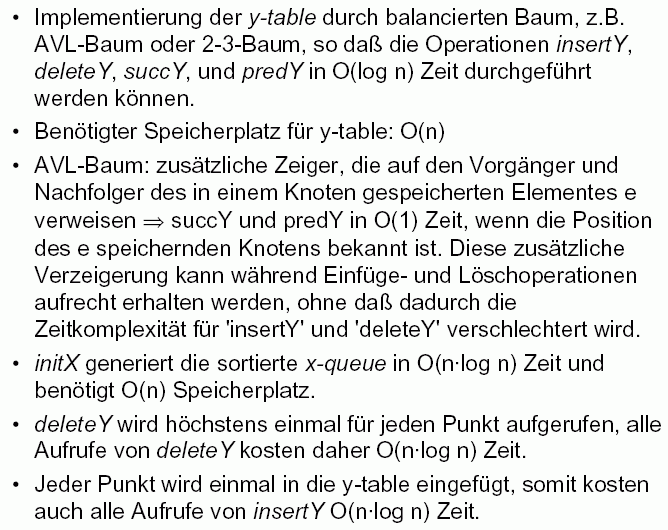 • Implementierung der y-table durch balancierten Baum, z.B.
AVL-Baum oder 2-3-Baum, so daß die Operationen insertY,
deleteY, succY, und predY in O(log n) Zeit durchgeführt
werden können.
• Benötigter Speicherplatz für y-table: O(n)
• AVL-Baum: zusätzliche Zeiger, die auf den Vorgänger und
Nachfolger des in einem Knoten gespeicherten Elementes e
verweisen ⇒ succY und predY in O(1) Zeit, wenn die Position
des e speichernden Knotens bekannt ist. Diese zusätzliche
Verzeigerung kann während Einfüge- und Löschoperationen
aufrecht erhalten werden, ohne daß dadurch die
Zeitkomplexität für 'insertY' und 'deleteY' verschlechtert wird.
• initX generiert die sortierte x-queue in O(n·log n) Zeit und
benötigt O(n) Speicherplatz.
• deleteY wird höchstens einmal für jeden Punkt aufgerufen, alle
Aufrufe von deleteY kosten daher O(n·log n) Zeit.
• Jeder Punkt wird einmal in die y-table eingefügt, somit kosten
auch alle Aufrufe von insertY O(n·log n) Zeit.